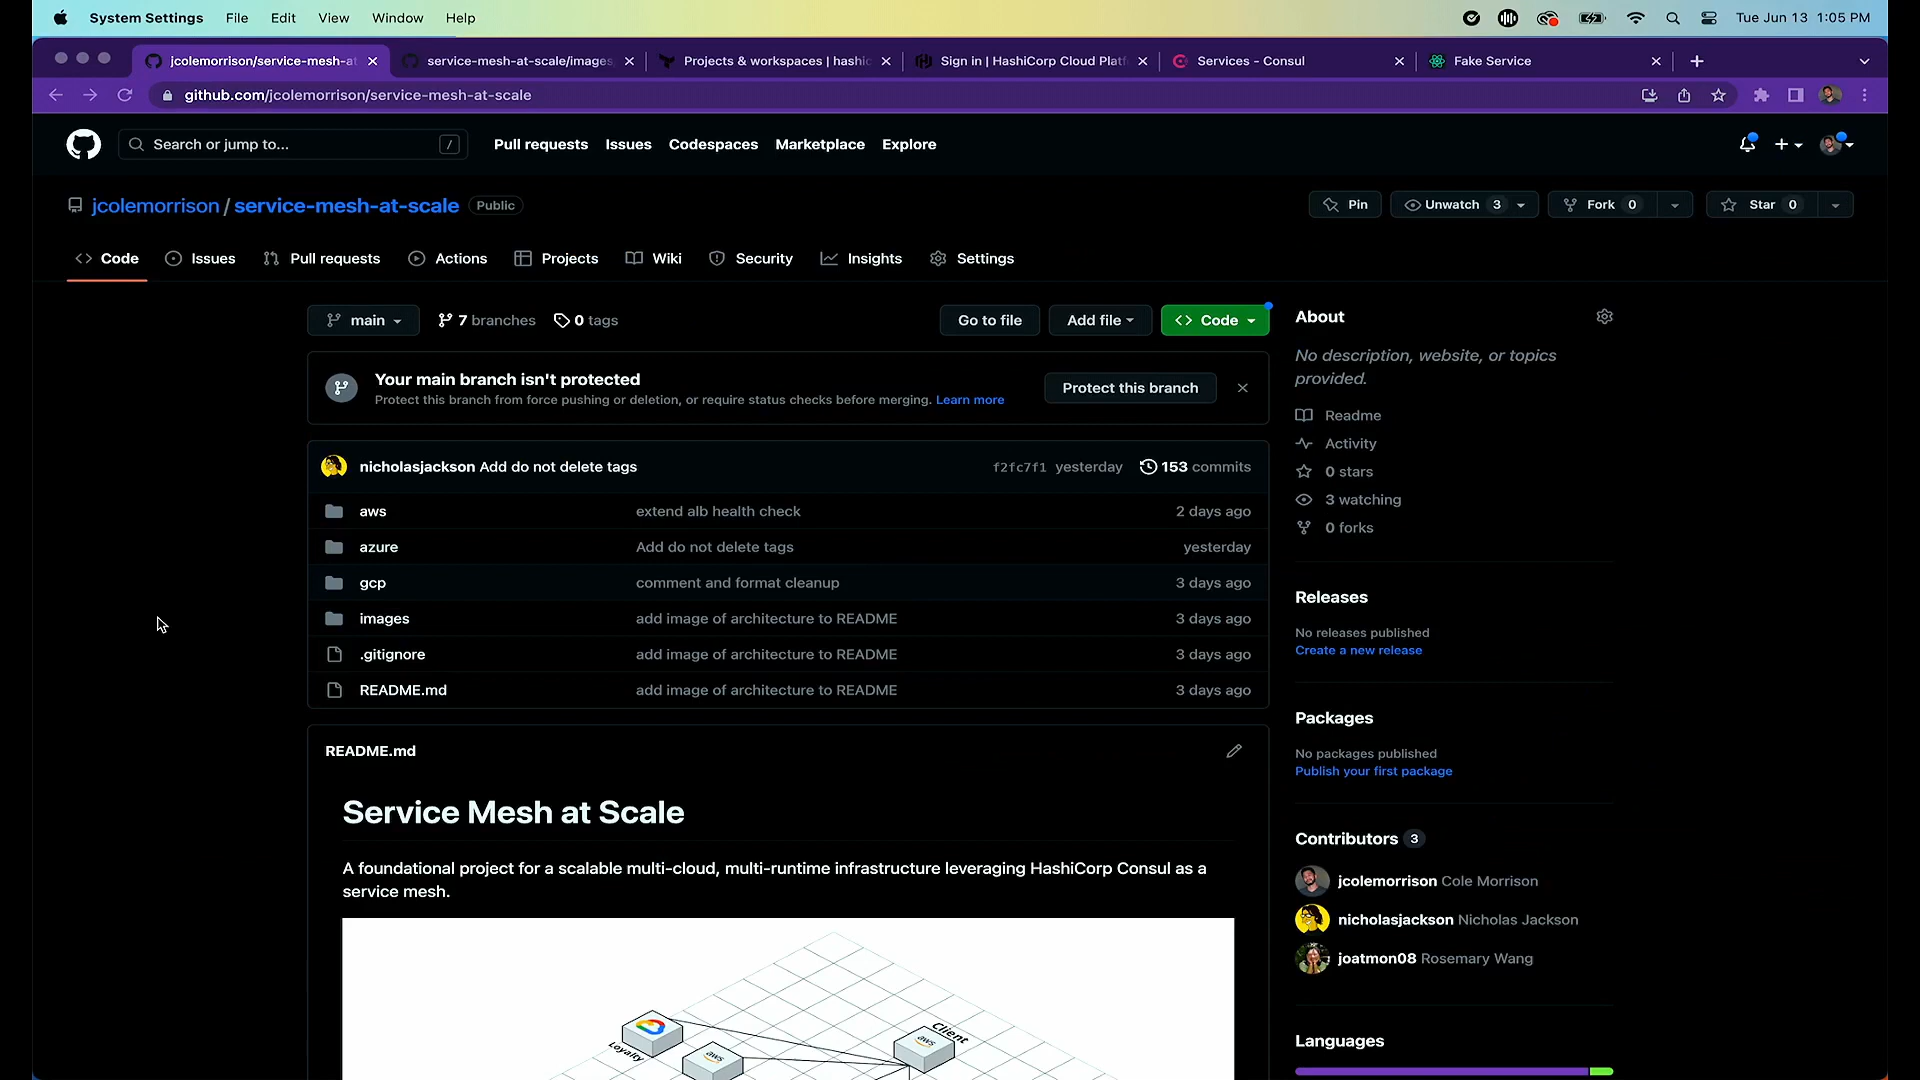 System Settings File Edit View Window Help Tue Jun 13 1:05 PM
jcolemorrison/service-mesh-at service-mesh-at-scale/images Projects & workspaces | hashic Sign in | HashiCorp Cloud Platf Services - Consul Fake Service
github.com/jcolemorrison/service-mesh-at-scale
Search or jump to... / Pull requests Issues Codespaces Marketplace Explore
jcolemorrison / service-mesh-at-scale Public Pin Unwatch 3 Fork 0 Star 0
Code Issues Pull requests Actions Projects Wiki Security Insights Settings
main 7 branches 0 tags Go to file Add file Code
Your main branch isn't protected
Protect this branch from force pushing or deletion, or require status checks before merging. Learn more
Protect this branch
nicholasjackson Add do not delete tags f2fc7f1 yesterday 153 commits
aws extend alb health check 2 days ago
azure Add do not delete tags yesterday
gcp comment and format cleanup 3 days ago
images add image of architecture to README 3 days ago
.gitignore add image of architecture to README 3 days ago
README.md add image of architecture to README 3 days ago
README.md
Service Mesh at Scale
A foundational project for a scalable multi-cloud, multi-runtime infrastructure leveraging HashiCorp Consul as a
service mesh.
Loyalty
aws
aws
Client
About
No description, website, or topics
provided.
Readme
Activity
0 stars
3 watching
0 forks
Releases
No releases published
Create a new release
Packages
No packages published
Publish your first package
Contributors 3
jcolemorrison Cole Morrison
nicholasjackson Nicholas Jackson
joatmon08 Rosemary Wang
Languages